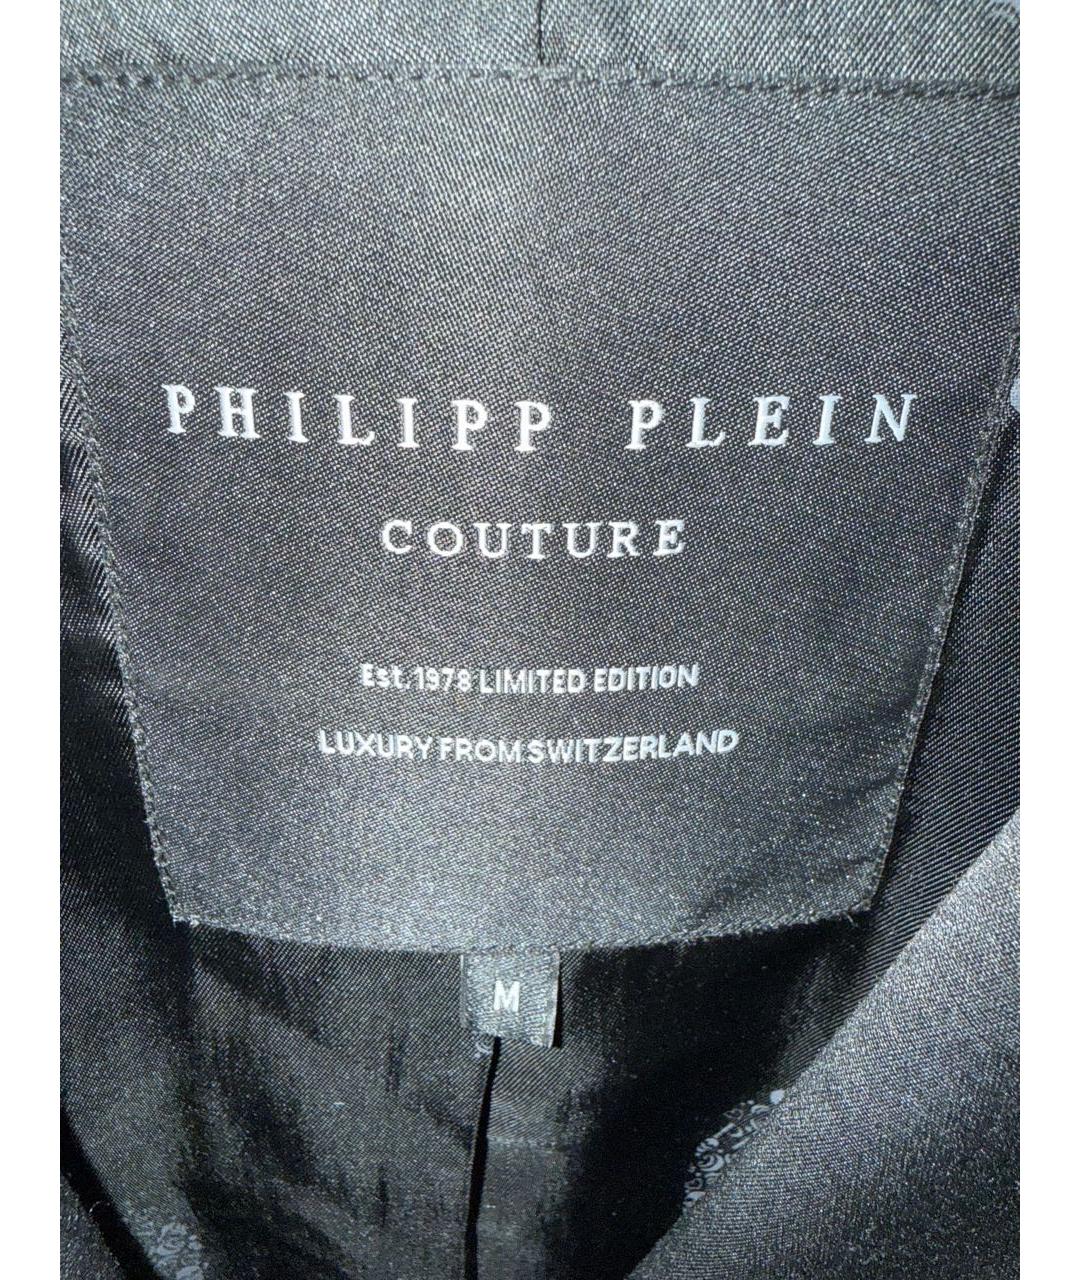 PHILIPP PLEIN
COUTURE
Est. 1978 LIMITED EDITION
LUXURY FROM SWITZERLAND
M